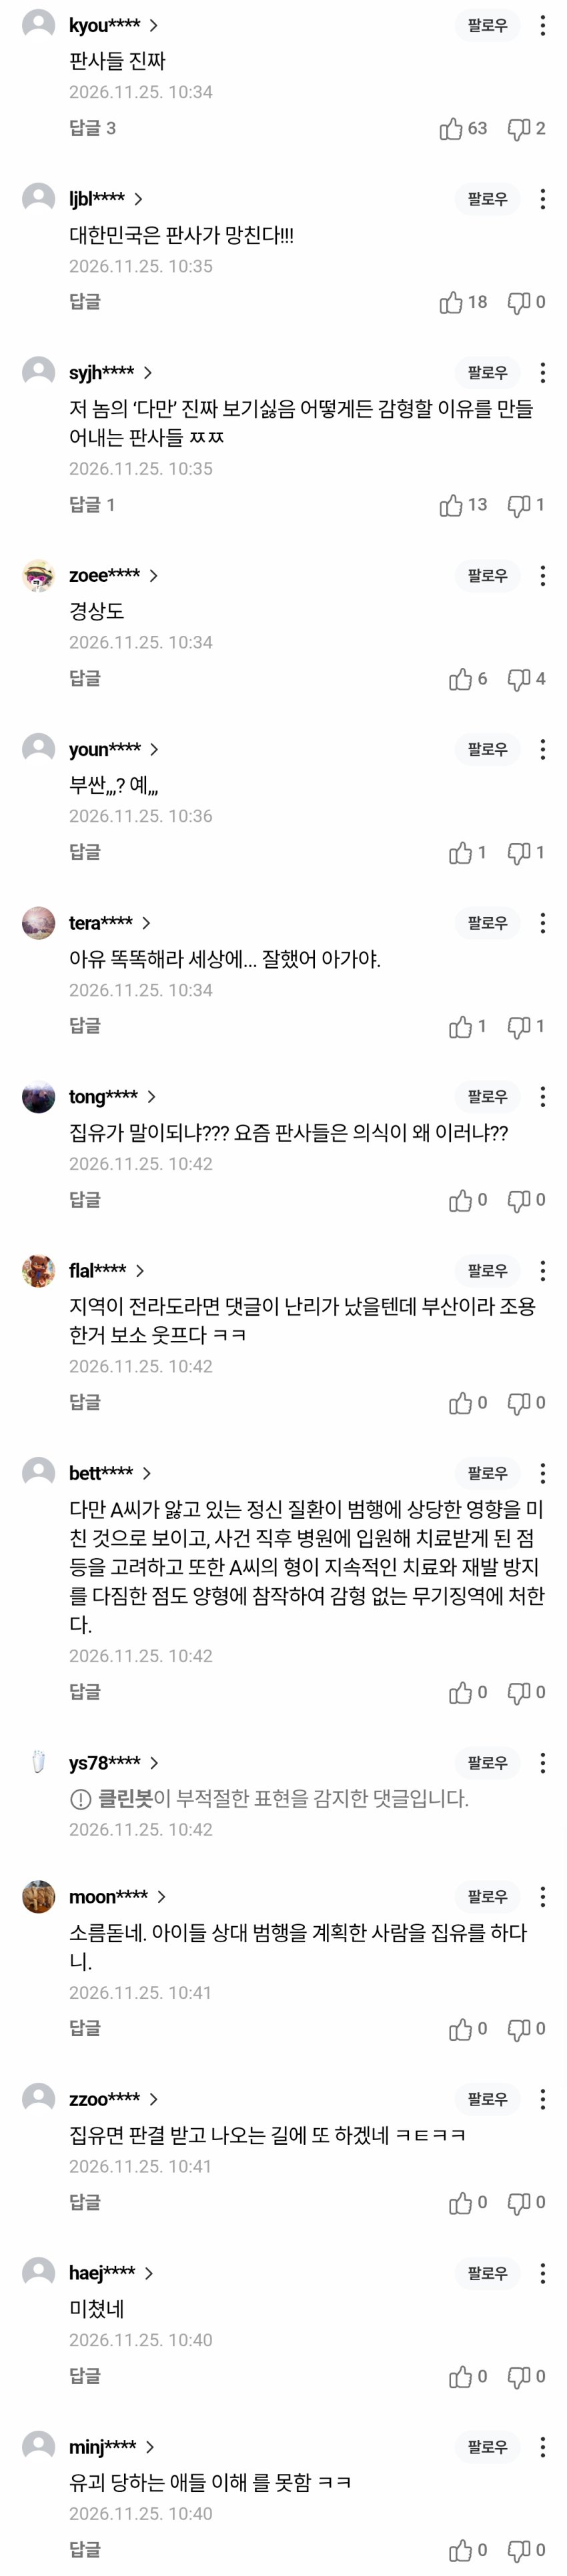 kyou**** > 팔로우
판사들 진짜
2026.11.25. 10:34
답글 3 63 2
ljbl**** > 팔로우
대한민국은 판사가 망친다!!!
2026.11.25. 10:35
답글 18 0
syjh**** > 팔로우
저 놈의 ‘다만’ 진짜 보기싫음 어떻게든 감형할 이유를 만들
어내는 판사들 ㅉㅉ
2026.11.25. 10:35
답글 1 13 1
zoee**** > 팔로우
경상도
2026.11.25. 10:34
답글 6 4
youn**** > 팔로우
부싼,,,? 예,,,
2026.11.25. 10:36
답글 1 1
tera**** > 팔로우
아유 똑똑해라 세상에... 잘했어 아가야.
2026.11.25. 10:34
답글 1 1
tong**** > 팔로우
집유가 말이되냐??? 요즘 판사들은 의식이 왜 이러냐??
2026.11.25. 10:42
답글 0 0
flal**** > 팔로우
지역이 전라도라면 댓글이 난리가 났을텐데 부산이라 조용
한거 보소 웃프다 ㅋㅋ
2026.11.25. 10:42
답글 0 0
bett**** > 팔로우
다만 A씨가 앓고 있는 정신 질환이 범행에 상당한 영향을 미
친 것으로 보이고, 사건 직후 병원에 입원해 치료받게 된 점
등을 고려하고 또한 A씨의 형이 지속적인 치료와 재발 방지
를 다짐한 점도 양형에 참작하여 감형 없는 무기징역에 처한
다.
2026.11.25. 10:42
답글 0 0
ys78**** > 팔로우
클린봇이 부적절한 표현을 감지한 댓글입니다.
2026.11.25. 10:42
moon**** > 팔로우
소름돋네. 아이들 상대 범행을 계획한 사람을 집유를 하다
니.
2026.11.25. 10:41
답글 0 0
zzoo**** > 팔로우
집유면 판결 받고 나오는 길에 또 하겠네 ㅋㅌㅋㅋ
2026.11.25. 10:41
답글 0 0
haej**** > 팔로우
미쳤네
2026.11.25. 10:40
답글 0 0
minj**** > 팔로우
유괴 당하는 애들 이해 를 못함 ㅋㅋ
2026.11.25. 10:40
답글 0 0